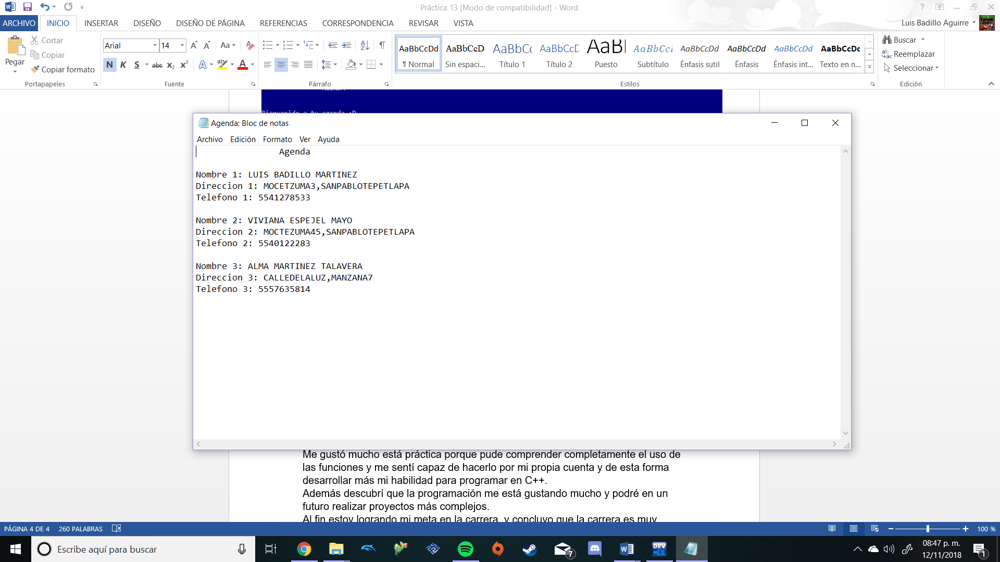 Práctica 13 [Modo de compatibilidad] - Word
ARCHIVO INICIO INSERTAR DISEÑO DISEÑO DE PÁGINA REFERENCIAS CORRESPONDENCIA REVISAR VISTA Luis Badillo Aguirre
Pegar
Cortar
Copiar
Copiar formato
Portapapeles
Arial 14
Fuente
Párrafo
AaBbCcDd AaBbCcD AaBbC AaBbCcD AaB AaBbCcI AaBbCcDd AaBbCcDd AaBbCcDd AaBbCcDc
¶ Normal Sin espaci... Título 1 Título 2 Puesto Subtítulo Énfasis sutil Énfasis Énfasis int... Texto en n...
Estilos
Buscar
Reemplazar
Seleccionar
Edición
Bienvenido a tu agenda :D
Agenda: Bloc de notas
Archivo Edición Formato Ver Ayuda
Agenda
Nombre 1: LUIS BADILLO MARTINEZ
Direccion 1: MOCETZUMA3,SANPABLOTEPETLAPA
Telefono 1: 5541278533
Nombre 2: VIVIANA ESPEJEL MAYO
Direccion 2: MOCTEZUMA45,SANPABLOTEPETLAPA
Telefono 2: 5540122283
Nombre 3: ALMA MARTINEZ TALAVERA
Direccion 3: CALLEDELALUZ,MANZANA7
Telefono 3: 5557635814
Me gustó mucho está práctica porque pude comprender completamente el uso de
las funciones y me sentí capaz de hacerlo por mi propia cuenta y de esta forma
desarrollar más mi habilidad para programar en C++.
Además descubrí que la programación me está gustando mucho y podré en un
futuro realizar proyectos más complejos.
Al fin estoy logrando mi meta en la carrera, y concluyo que la carrera es muy
PÁGINA 4 DE 4 260 PALABRAS 100 %
Escribe aquí para buscar
7
DEV C++
08:47 p. m.
12/11/2018
1